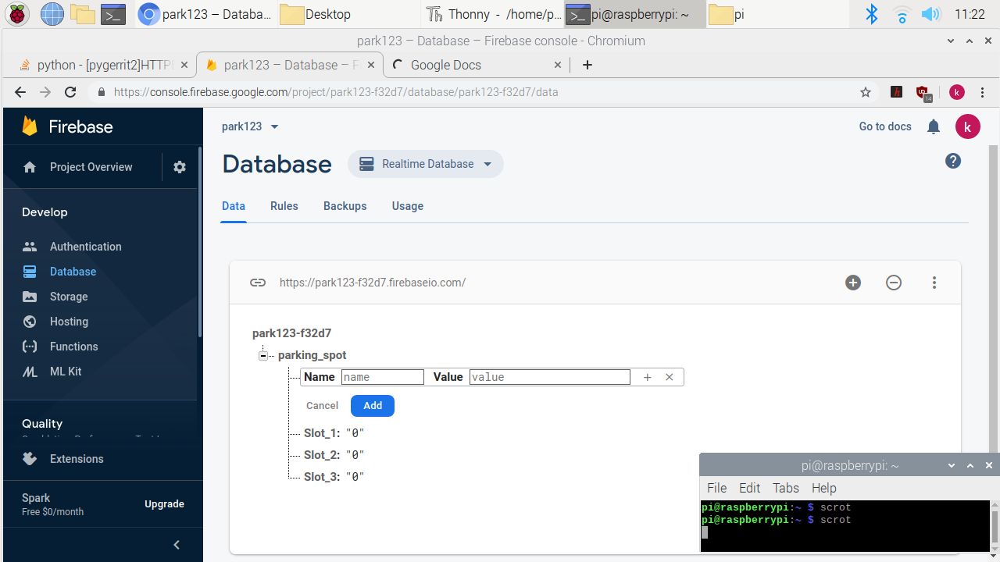 park123 – Databa...
Desktop
Thonny - /home/p...
pi@raspberrypi: ~
pi
11:22
park123 – Database – Firebase console - Chromium
python - [pygerrit2]HTTP
park123 – Database – F
Google Docs
https://console.firebase.google.com/project/park123-f32d7/database/park123-f32d7/data
14
k
Firebase
park123
Go to docs
k
Project Overview
Database
Realtime Database
Develop
Data
Rules
Backups
Usage
Authentication
Database
Storage
Hosting
Functions
ML Kit
https://park123-f32d7.firebaseio.com/
park123-f32d7
parking_spot
Name name Value value
Cancel
Add
Slot_1: "0"
Slot_2: "0"
Slot_3: "0"
Quality
Extensions
Spark
Free $0/month
Upgrade
pi@raspberrypi: ~
File Edit Tabs Help
pi@raspberrypi:~ $ scrot
pi@raspberrypi:~ $ scrot